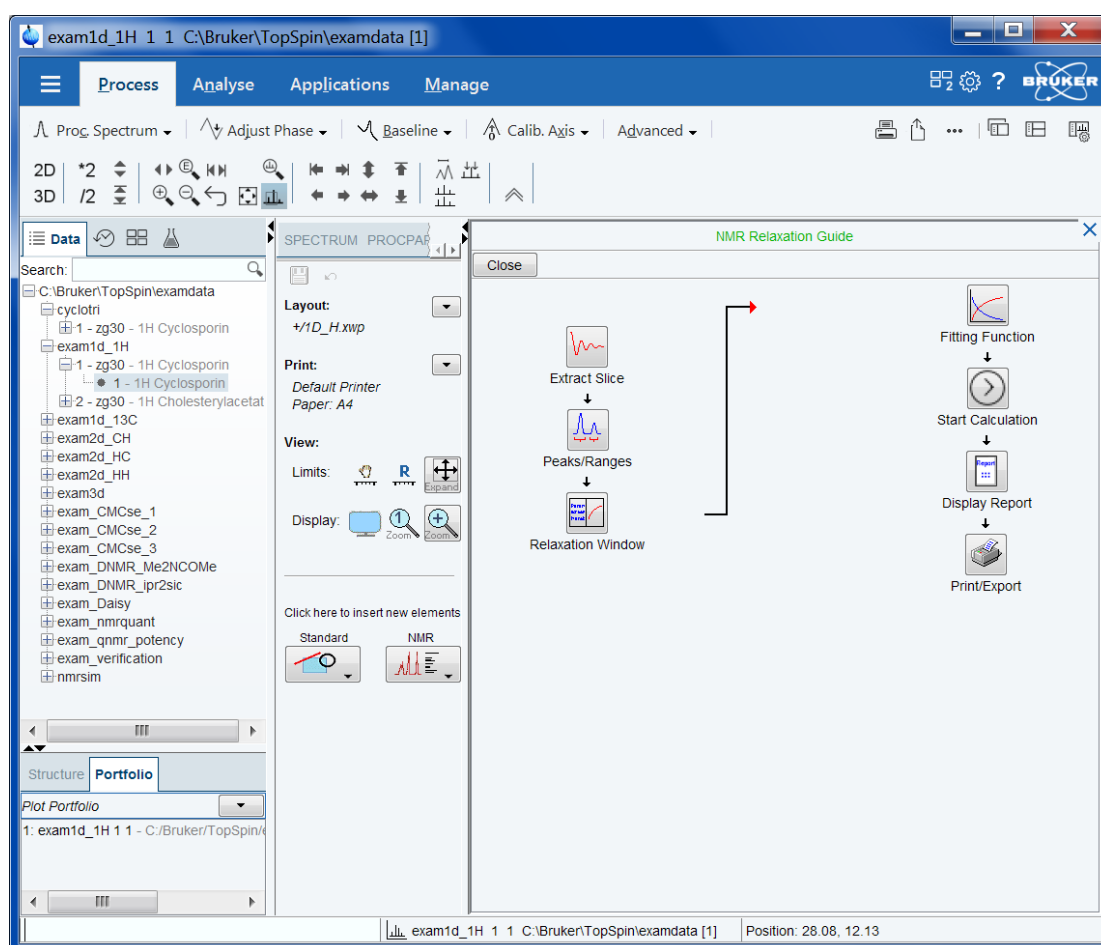 exam1d_1H 1 1 C:\Bruker\TopSpin\examdata [1]
Process Analyse Applications Manage
2 ? BRUKER
Proc. Spectrum Adjust Phase Baseline Calib. Axis Advanced ...
2D *2 E
3D /2
Data
Search:
C:\Bruker\TopSpin\examdata
cyclotri
1 - zg30 - 1H Cyclosporin
exam1d_1H
1 - zg30 - 1H Cyclosporin
1 - 1H Cyclosporin
2 - zg30 - 1H Cholesterylacetat
exam1d_13C
exam2d_CH
exam2d_HC
exam2d_HH
exam3d
exam_CMCse_1
exam_CMCse_2
exam_CMCse_3
exam_DNMR_Me2NCOMe
exam_DNMR_ipr2sic
exam_Daisy
exam_nmrquant
exam_qnmr_potency
exam_verification
nmrsim
Structure Portfolio
Plot Portfolio
1: exam1d_1H 1 1 - C:/Bruker/TopSpin/e
SPECTRUM PROCPAR
Layout:
+/1D_H.xwp
Print:
Default Printer
Paper: A4
View:
Limits: R Expand
Display: 1 Zoom Zoom
Click here to insert new elements
Standard NMR
NMR Relaxation Guide
Close
Extract Slice
Peaks/Ranges
Relaxation Window
Fitting Function
Start Calculation
Report
Display Report
Print/Export
exam1d_1H 1 1 C:\Bruker\TopSpin\examdata [1] Position: 28.08, 12.13